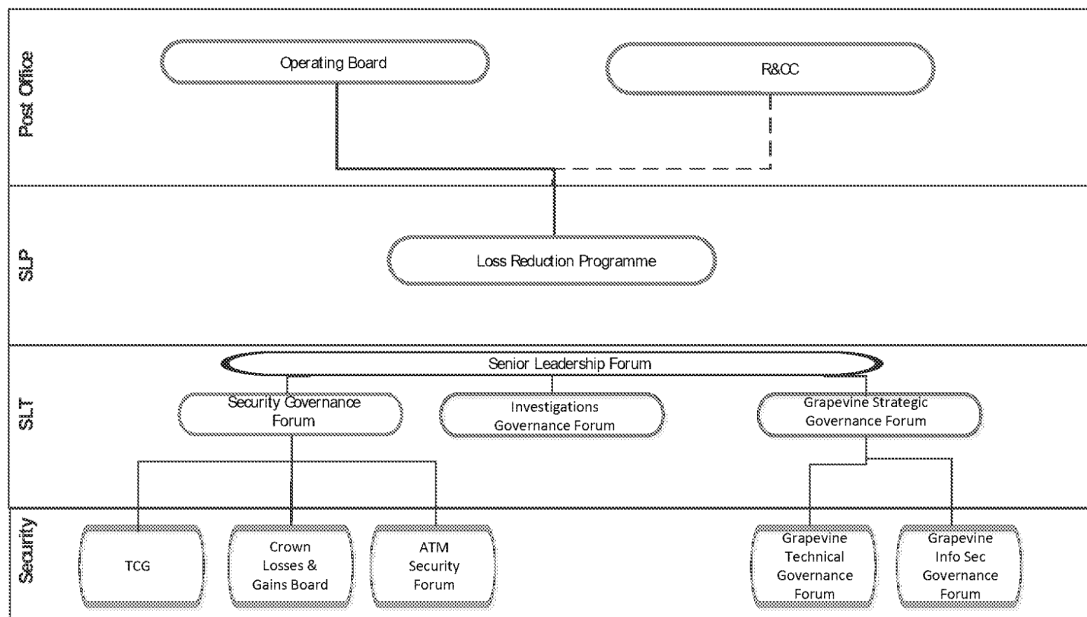 Post Office
Operating Board
R&CC
SLP
Loss Reduction Programme
SLT
Senior Leadership Forum
Security Governance
Forum
Investigations
Governance Forum
Grapevine Strategic
Governance Forum
Security
TCG
Crown
Losses &
Gains Board
ATM
Security
Forum
Grapevine
Technical
Governance
Forum
Grapevine
Info Sec
Governance
Forum